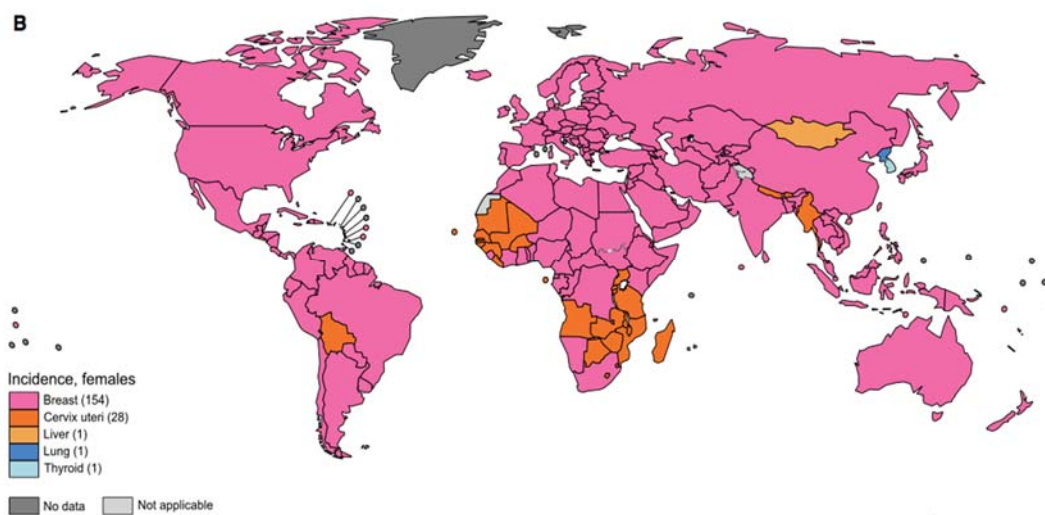 B
Incidence, females
Breast (154)
Cervix uteri (28)
Liver (1)
Lung (1)
Thyroid (1)
No data
Not applicable